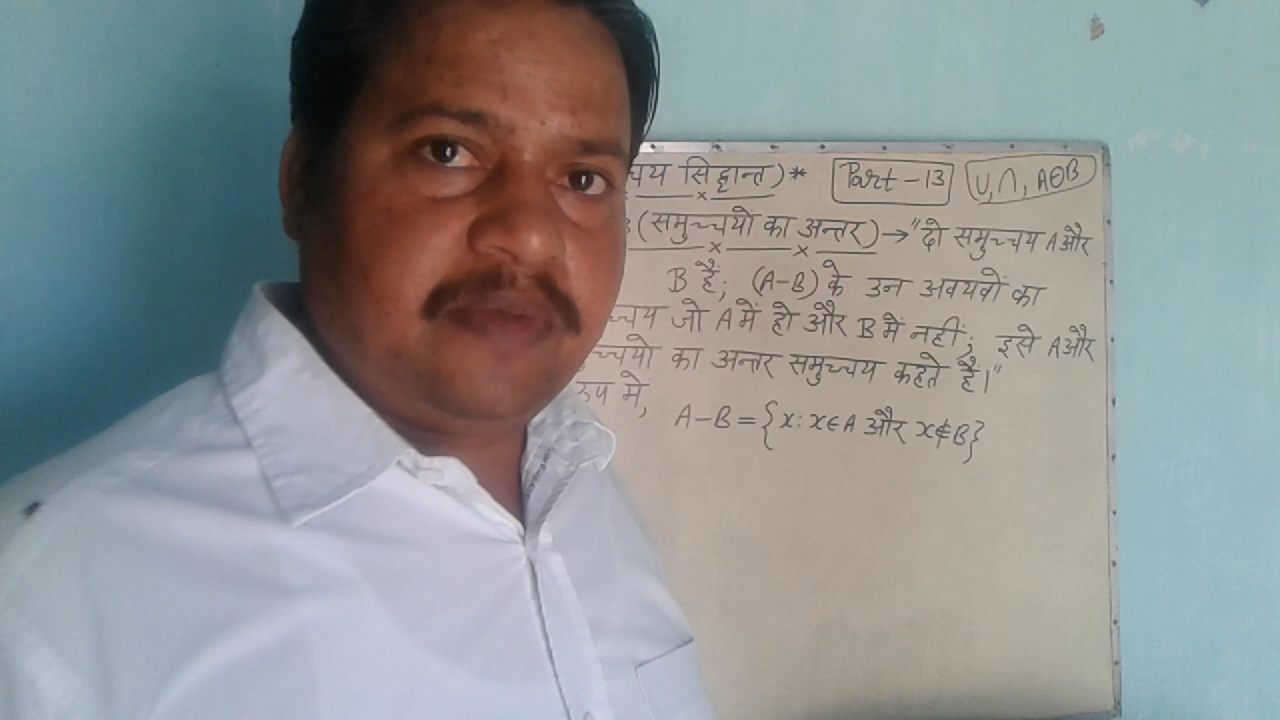 सिद्धान्त)* Part-13 U,∩, AΘB
(समुच्चयों का अन्तर) → "दो समुच्चय A और
B हैं; (A-B) के उन अवयवों का
जो A में हो और B में नहीं; इसे A और
का अन्तर समुच्चय कहते हैं।"
में,
A-B={x: x∈A और x∉B}